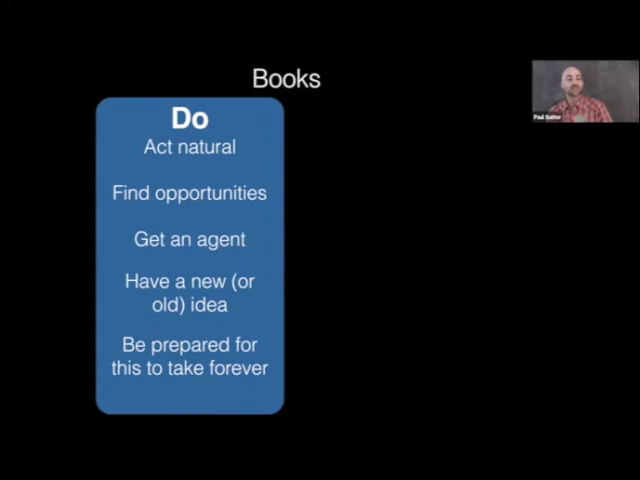 Books
Do
Act natural
Find opportunities
Get an agent
Have a new (or
old) idea
Be prepared for
this to take forever
Paul Sutter